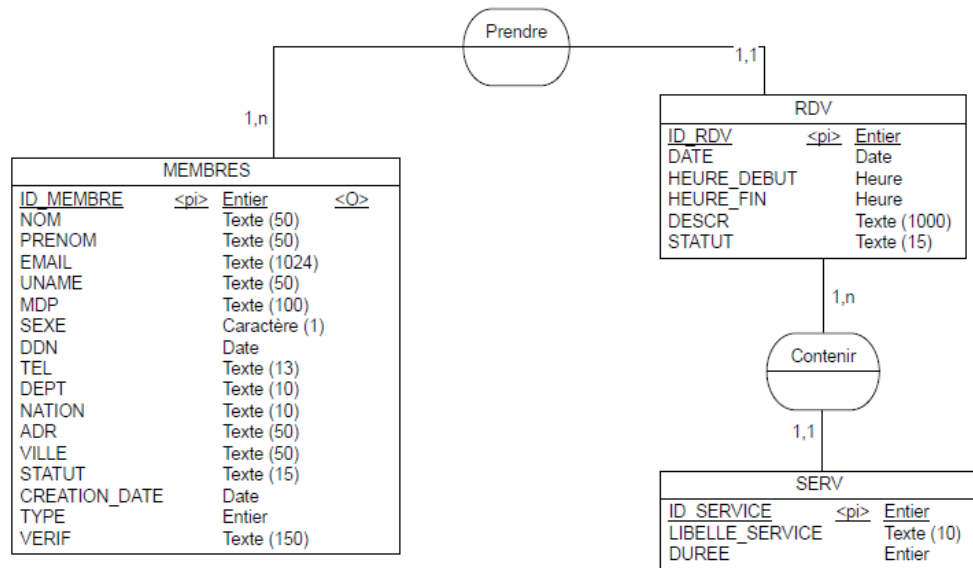 Prendre
1,1
1,n
RDV
ID_RDV <pi> Entier
DATE Date
HEURE_DEBUT Heure
HEURE_FIN Heure
DESCR Texte (1000)
STATUT Texte (15)
MEMBRES
ID_MEMBRE <pi> Entier <O>
NOM Texte (50)
PRENOM Texte (50)
EMAIL Texte (1024)
UNAME Texte (50)
MDP Texte (100)
SEXE Caractère (1)
DDN Date
TEL Texte (13)
DEPT Texte (10)
NATION Texte (10)
ADR Texte (50)
VILLE Texte (50)
STATUT Texte (15)
CREATION_DATE Date
TYPE Entier
VERIF Texte (150)
1,n
Contenir
1,1
SERV
ID_SERVICE <pi> Entier
LIBELLE_SERVICE Texte (10)
DUREE Entier